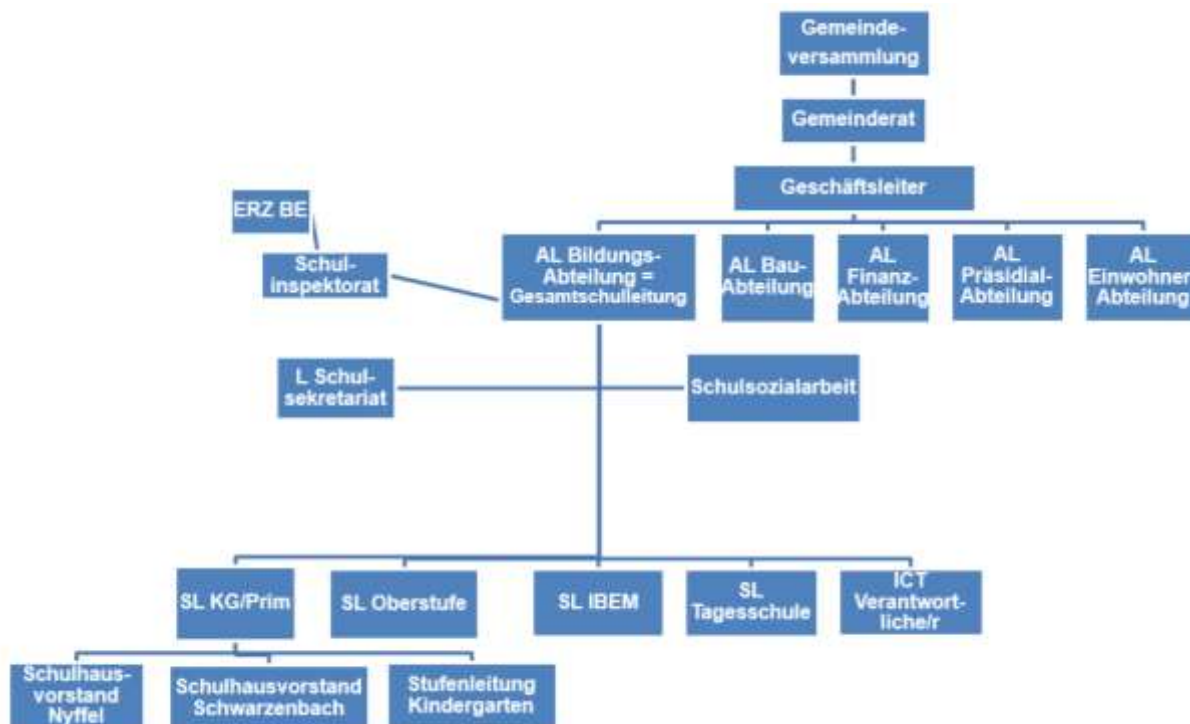 Gemeinde-
versammlung
Gemeinderat
Geschäftsleiter
ERZ BE
Schul-
inspektorat
AL Bildungs-
Abteilung =
Gesamtschulleitung
AL Bau-
Abteilung
AL
Finanz-
Abteilung
AL
Präsidial-
Abteilung
AL
Einwohner-
Abteilung
L Schul-
sekretariat
Schulsozialarbeit
SL KG/Prim
SL Oberstufe
SL IBEM
SL
Tagesschule
ICT
Verantwort-
liche/r
Schulhaus-
vorstand
Nyffel
Schulhausvorstand
Schwarzenbach
Stufenleitung
Kindergarten